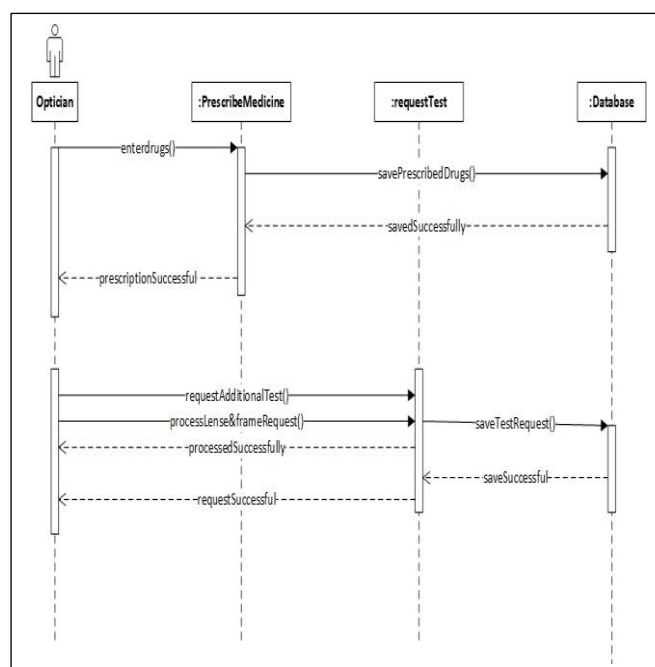 Optician
:PrescribeMedicine
:requestTest
:Database
enterdrugs()
savePrescribedDrugs()
savedSuccessfully
prescriptionSuccessful
requestAdditionalTest()
processLense&frameRequest()
saveTestRequest()
processedSuccessfully
saveSuccessful
requestSuccessful